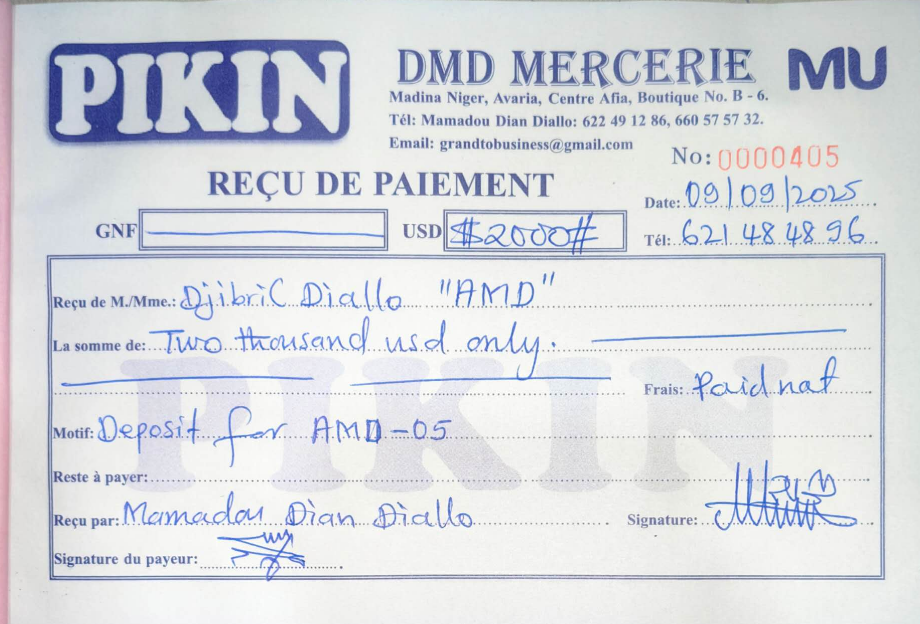 PIKIN
DMD MERCERIE
MU
Madina Niger, Avaria, Centre Afia, Boutique No. B - 6.
Tél: Mamadou Dian Diallo: 622 49 12 86, 660 57 57 32.
Email: grandtobusiness@gmail.com
No: 0000405
REÇU DE PAIEMENT
Date: 09/09/2025
GNF USD $2000#
Tél: 621 48 48 96
Reçu de M./Mme.: Djibril Diallo "AMD"
La somme de: Two thousand usd only.
Frais: Paid nat
Motif: Deposit for AMD-05
Reste à payer:
Reçu par: Mamadou Dian Diallo Signature:
Signature du payeur:
PIKIN